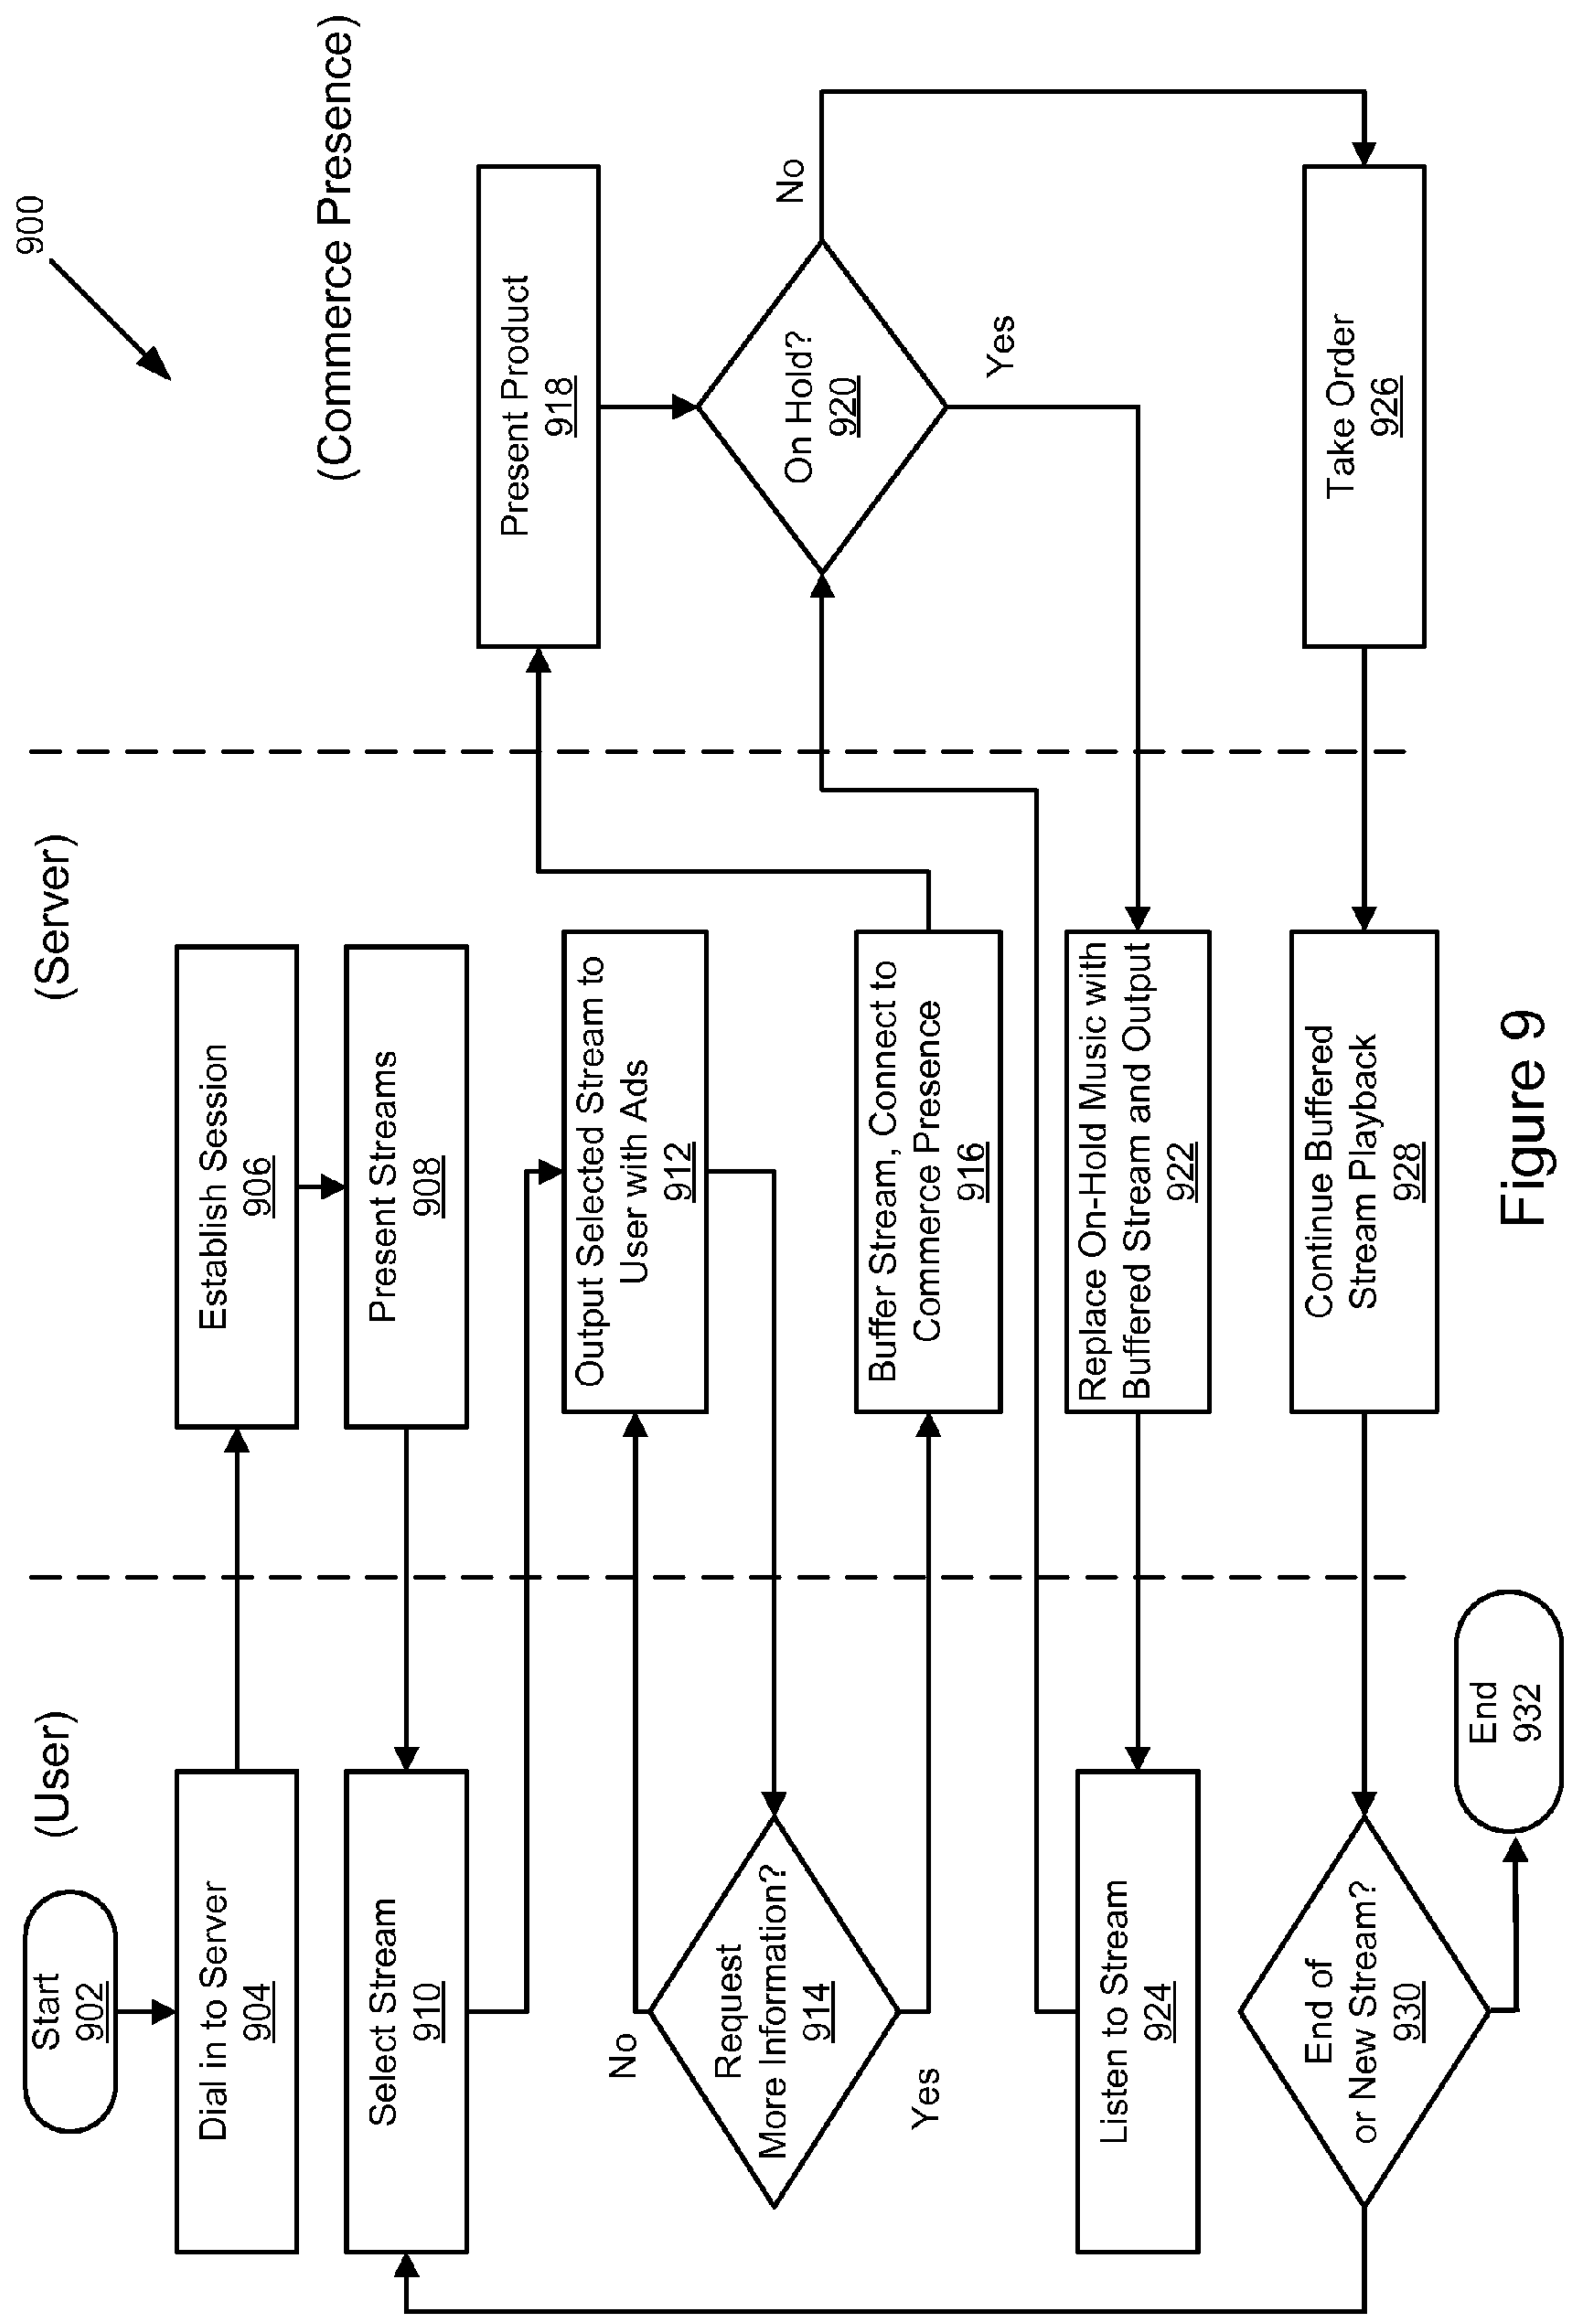 900
(User)
(Server)
(Commerce Presence)
Start
902
Dial in to Server
904
Establish Session
906
Present Streams
908
Select Stream
910
Output Selected Stream to
User with Ads
912
Request
More Information?
914
No
Yes
Buffer Stream, Connect to
Commerce Presence
916
Present Product
918
On Hold?
920
No
Yes
Replace On-Hold Music with
Buffered Stream and Output
922
Listen to Stream
924
Take Order
926
Continue Buffered
Stream Playback
928
End of
or New Stream?
930
End
932
Figure 9